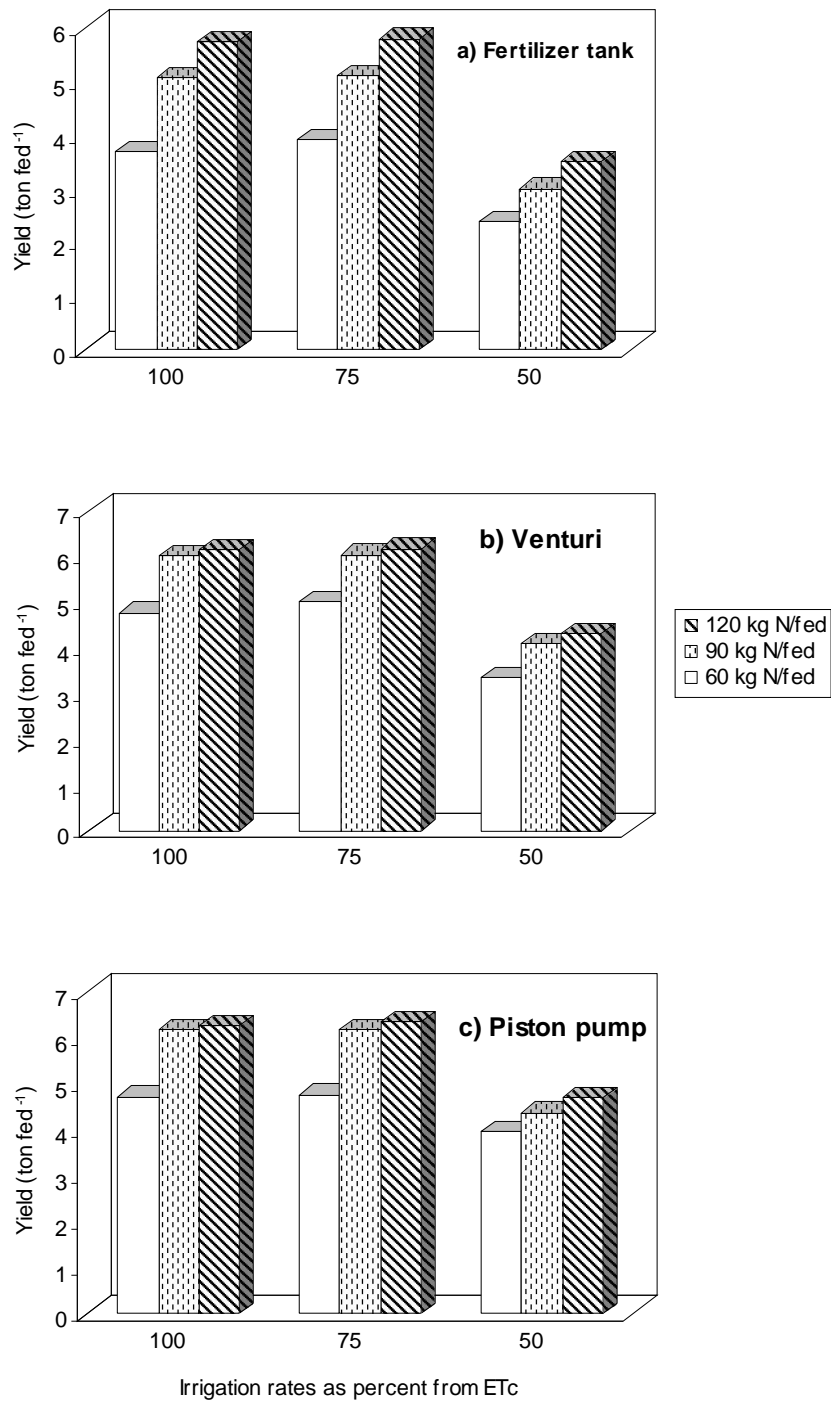 a) Fertilizer tank
Yield (ton fed⁻¹)
6
5
4
3
2
1
0
100 75 50
b) Venturi
Yield (ton fed⁻¹)
7
6
5
4
3
2
1
0
100 75 50
120 kg N/fed
90 kg N/fed
60 kg N/fed
c) Piston pump
Yield (ton fed⁻¹)
7
6
5
4
3
2
1
0
100 75 50
Irrigation rates as percent from ETc